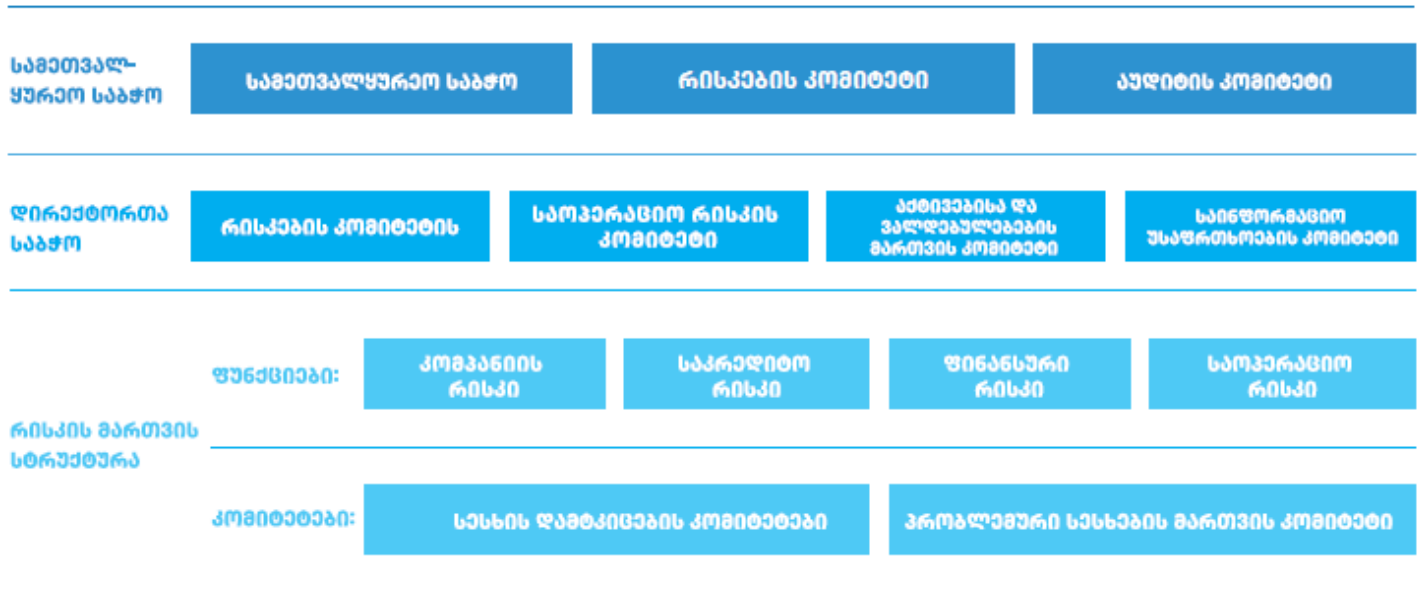 სამეთვალ-
ყურეო საბჭო
სამეთვალყურეო საბჭო
რისკების კომიტეტი
აუდიტის კომიტეტი
დირექტორთა
საბჭო
რისკების კომიტეტის
საოპერაციო რისკის
კომიტეტი
აქტივებისა და
ვალდებულებების
მართვის კომიტეტი
საინფორმაციო
უსაფრთხოების კომიტეტი
რისკის მართვის
სტრუქტურა
ფუნქციები:
კომპანიის
რისკი
საკრედიტო
რისკი
ფინანსური
რისკი
საოპერაციო
რისკი
კომიტეტები:
სესხის დამტკიცების კომიტეტები
პრობლემური სესხების მართვის კომიტეტი